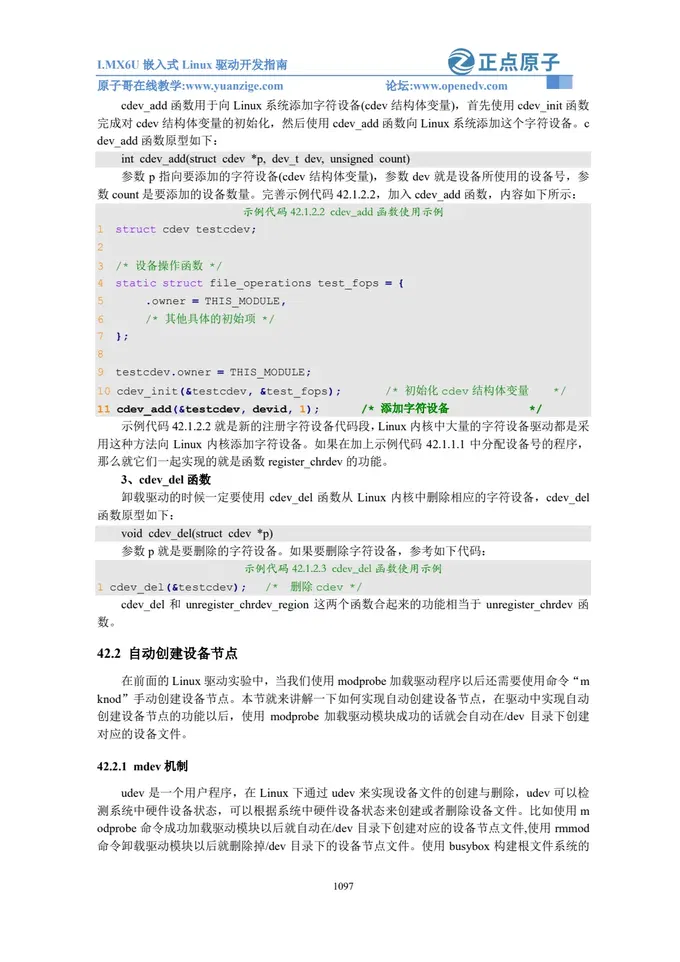 I.MX6U 嵌入式 Linux 驱动开发指南
正点原子
原子哥在线教学:www.yuanzige.com 论坛:www.openedv.com
cdev_add 函数用于向 Linux 系统添加字符设备(cdev 结构体变量)，首先使用 cdev_init 函数
完成对 cdev 结构体变量的初始化，然后使用 cdev_add 函数向 Linux 系统添加这个字符设备。c
dev_add 函数原型如下：
int cdev_add(struct cdev *p, dev_t dev, unsigned count)
参数 p 指向要添加的字符设备(cdev 结构体变量)，参数 dev 就是设备所使用的设备号，参
数 count 是要添加的设备数量。完善示例代码 42.1.2.2，加入 cdev_add 函数，内容如下所示：
示例代码 42.1.2.2 cdev_add 函数使用示例
1 struct cdev testcdev;
2
3 /* 设备操作函数 */
4 static struct file_operations test_fops = {
5 .owner = THIS_MODULE,
6 /* 其他具体的初始项 */
7 };
8
9 testcdev.owner = THIS_MODULE;
10 cdev_init(&testcdev, &test_fops); /* 初始化 cdev 结构体变量 */
11 cdev_add(&testcdev, devid, 1); /* 添加字符设备 */
示例代码 42.1.2.2 就是新的注册字符设备代码段，Linux 内核中大量的字符设备驱动都是采
用这种方法向 Linux 内核添加字符设备。如果在加上示例代码 42.1.1.1 中分配设备号的程序，
那么就它们一起实现的就是函数 register_chrdev 的功能。
3、cdev_del 函数
卸载驱动的时候一定要使用 cdev_del 函数从 Linux 内核中删除相应的字符设备，cdev_del
函数原型如下：
void cdev_del(struct cdev *p)
参数 p 就是要删除的字符设备。如果要删除字符设备，参考如下代码：
示例代码 42.1.2.3 cdev_del 函数使用示例
1 cdev_del(&testcdev); /* 删除 cdev */
cdev_del 和 unregister_chrdev_region 这两个函数合起来的功能相当于 unregister_chrdev 函
数。
42.2 自动创建设备节点
在前面的 Linux 驱动实验中，当我们使用 modprobe 加载驱动程序以后还需要使用命令“m
knod”手动创建设备节点。本节就来讲解一下如何实现自动创建设备节点，在驱动中实现自动
创建设备节点的功能以后，使用 modprobe 加载驱动模块成功的话就会自动在/dev 目录下创建
对应的设备文件。
42.2.1 mdev 机制
udev 是一个用户程序，在 Linux 下通过 udev 来实现设备文件的创建与删除，udev 可以检
测系统中硬件设备状态，可以根据系统中硬件设备状态来创建或者删除设备文件。比如使用 m
odprobe 命令成功加载驱动模块以后就自动在/dev 目录下创建对应的设备节点文件,使用 rmmod
命令卸载驱动模块以后就删除掉/dev 目录下的设备节点文件。使用 busybox 构建根文件系统的
1097